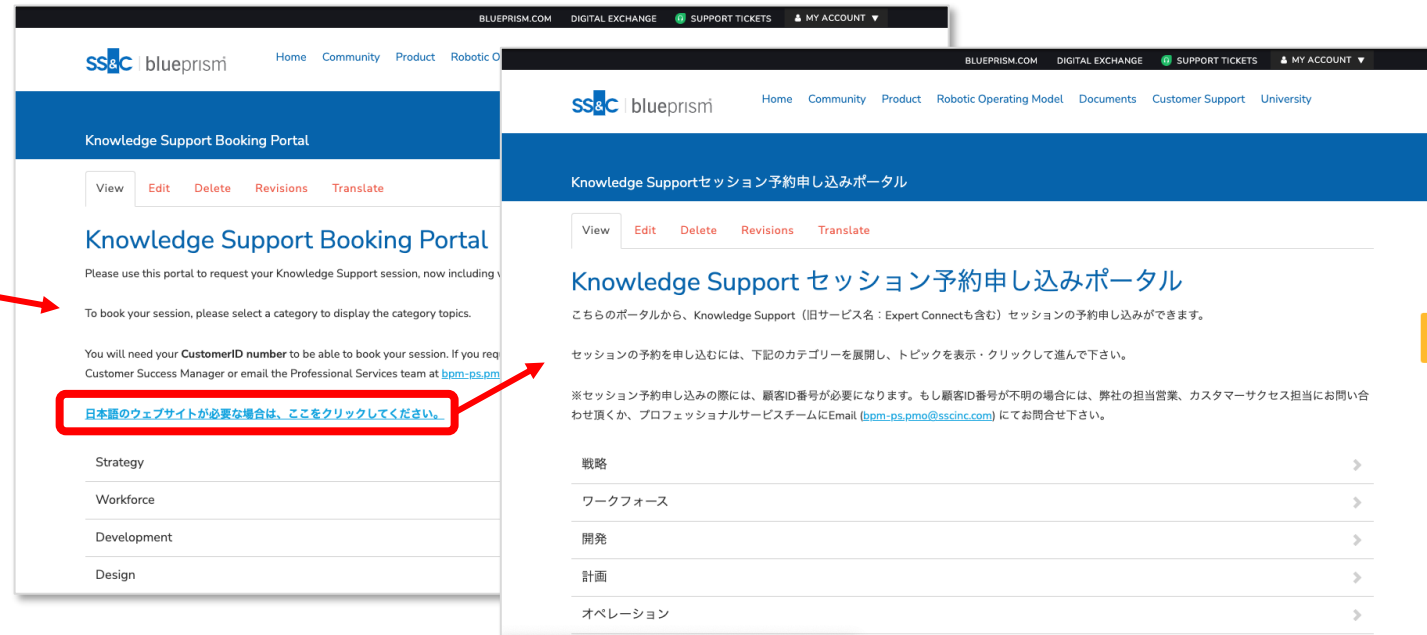 BLUEPRISM.COM DIGITAL EXCHANGE SUPPORT TICKETS MY ACCOUNT
SS&C blueprism
Home Community Product Robotic O
Knowledge Support Booking Portal
View Edit Delete Revisions Translate
Knowledge Support Booking Portal
Please use this portal to request your Knowledge Support session, now including
To book your session, please select a category to display the category topics.
You will need your CustomerID number to be able to book your session. If you req
Customer Success Manager or email the Professional Services team at bpm-ps.pm
日本語のウェブサイトが必要な場合は、ここをクリックしてください。
Strategy
Workforce
Development
Design
BLUEPRISM.COM DIGITAL EXCHANGE SUPPORT TICKETS MY ACCOUNT
SS&C blueprism
Home Community Product Robotic Operating Model Documents Customer Support University
Knowledge Supportセッション予約申し込みポータル
View Edit Delete Revisions Translate
Knowledge Support セッション予約申し込みポータル
こちらのポータルから、Knowledge Support（旧サービス名：Expert Connectも含む）セッションの予約申し込みができます。
セッションの予約を申し込むには、下記のカテゴリーを展開し、トピックを表示・クリックして進んで下さい。
※セッション予約申し込みの際には、顧客ID番号が必要になります。もし顧客ID番号が不明の場合には、弊社の担当営業、カスタマーサクセス担当にお問い合
わせ頂くか、プロフェッショナルサービスチームにEmail (bpm-ps.pmo@sscinc.com) にてお問合せ下さい。
戦略
ワークフォース
開発
計画
オペレーション